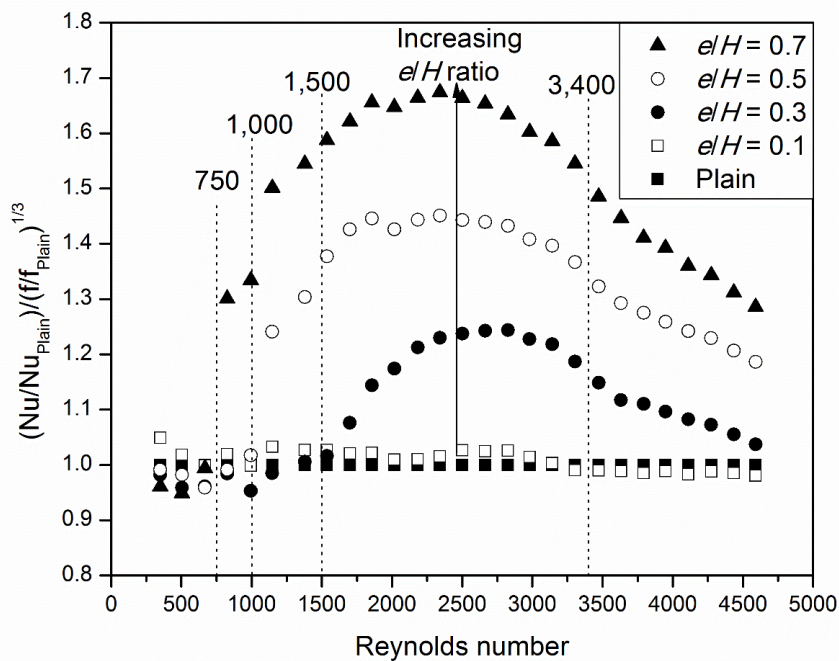 1.8
1.7
1.6
1.5
1.4
1.3
1.2
1.1
1.0
0.9
0.8
(Nu/Nu_Plain)/(f/f_Plain)^1/3
Increasing
e/H ratio
750
1,000
1,500
3,400
e/H = 0.7
e/H = 0.5
e/H = 0.3
e/H = 0.1
Plain
0 500 1000 1500 2000 2500 3000 3500 4000 4500 5000
Reynolds number